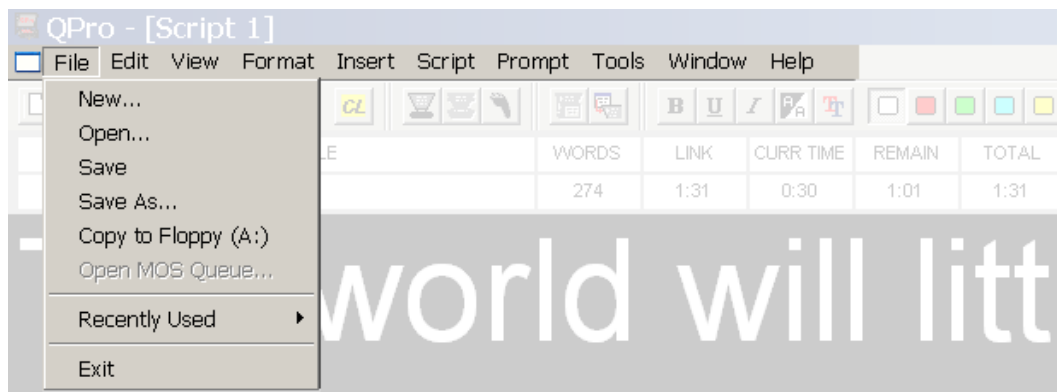 QPro - [Script 1]
File Edit View Format Insert Script Prompt Tools Window Help
New...
Open...
Save
Save As...
Copy to Floppy (A:)
Open MOS Queue...
Recently Used
Exit
CL B U I
WORDS LINK CURR TIME REMAIN TOTAL
274 1:31 0:30 1:01 1:31
world will litt